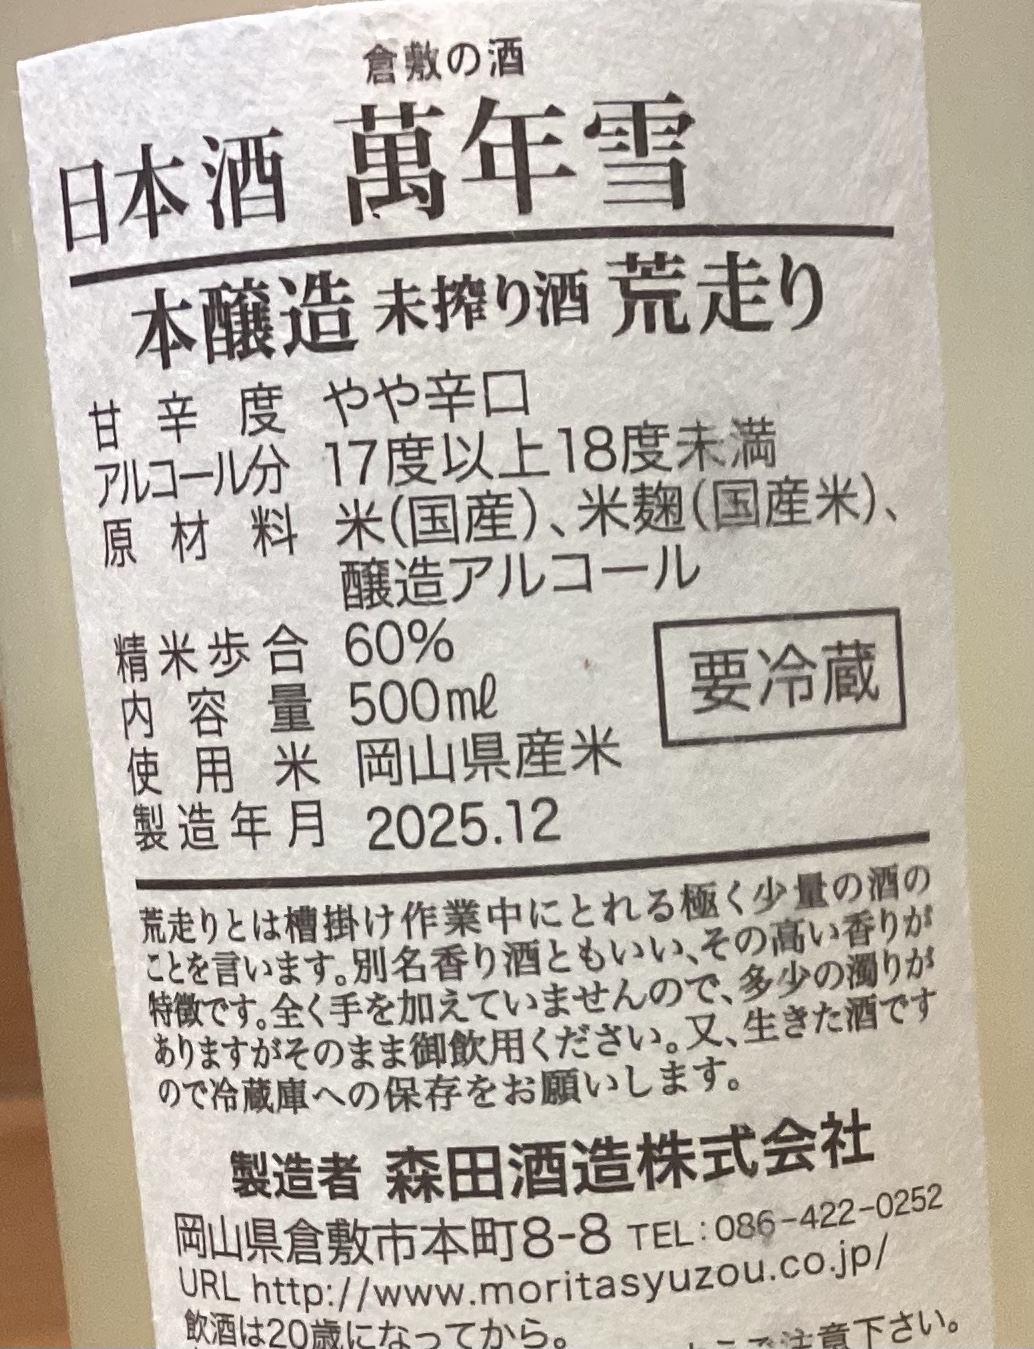 倉敷の酒
日本酒 萬年雪
本醸造 未搾り酒 荒走り
甘辛度 やや辛口
アルコール分 17度以上18度未満
原材料 米(国産)、米麹(国産米)、
醸造アルコール
精米歩合 60%
内容量 500ml
要冷蔵
使用米 岡山県産米
製造年月 2025.12
荒走りとは槽掛け作業中にとれる極く少量の酒の
ことを言います。別名香り酒ともいい、その高い香りが
特徴です。全く手を加えていませんので、多少の濁りが
ありますがそのまま御飲用ください。又、生きた酒です
ので冷蔵庫への保存をお願いします。
製造者 森田酒造株式会社
岡山県倉敷市本町8-8 TEL:086-422-0252
URL http://www.moritasyuzou.co.jp/
飲酒は20歳になってから。
ご注意下さい。